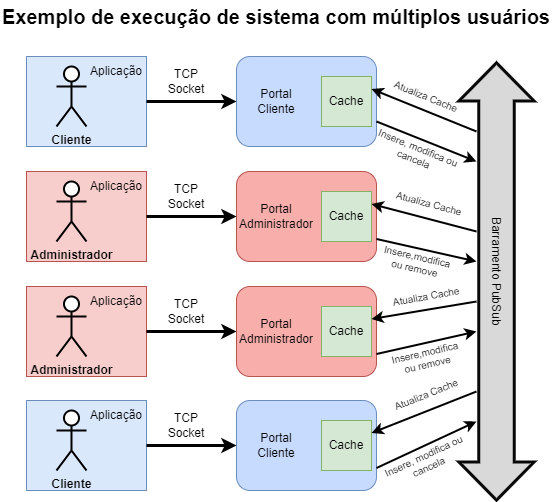 Exemplo de execução de sistema com múltiplos usuários
Aplicação
Cliente
TCP
Socket
Portal
Cliente
Cache
Atualiza Cache
Insere, modifica ou
cancela
Aplicação
Administrador
TCP
Socket
Portal
Administrador
Cache
Atualiza Cache
Insere,modifica
ou remove
Barramento PubSub
Aplicação
Administrador
TCP
Socket
Portal
Administrador
Cache
Atualiza Cache
Insere,modifica
ou remove
Aplicação
Cliente
TCP
Socket
Portal
Cliente
Cache
Atualiza Cache
Insere, modifica ou
cancela